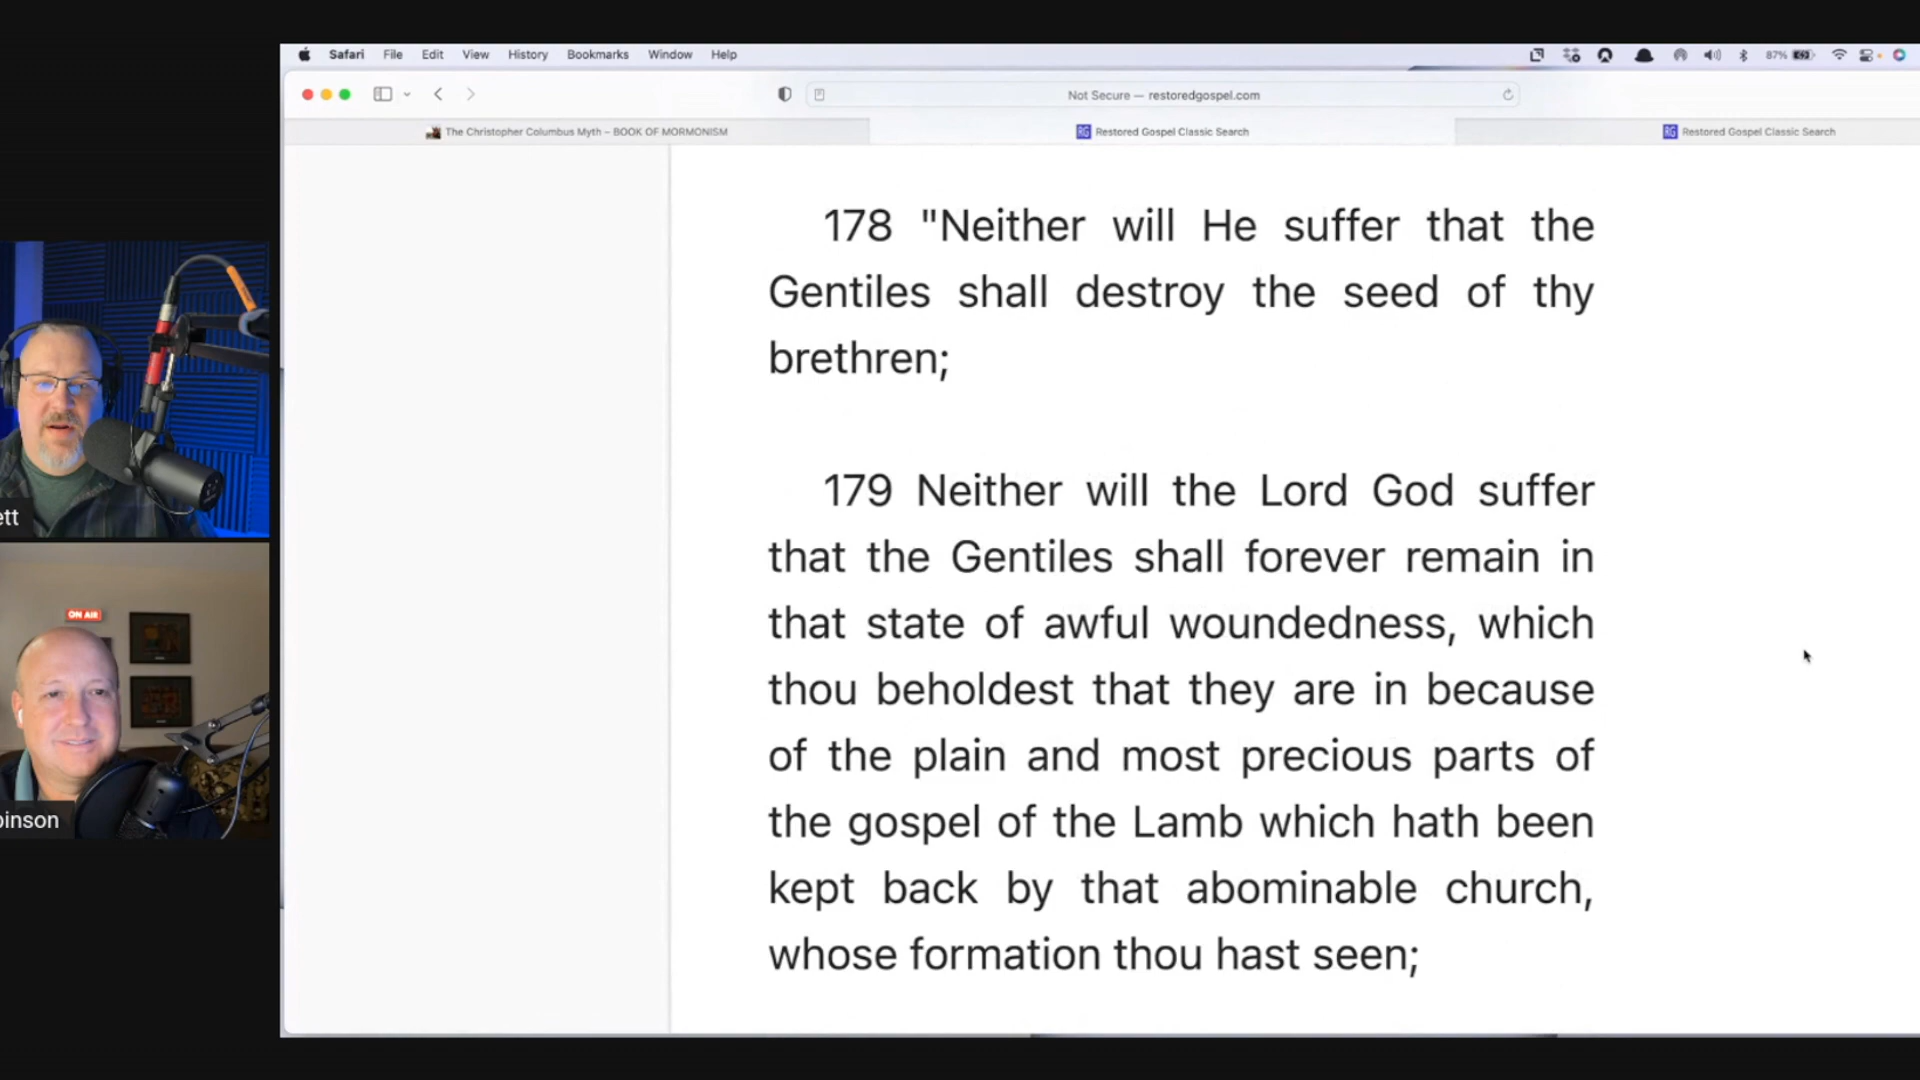 Safari File Edit View History Bookmarks Window Help
87%
Not Secure — restoredgospel.com
The Christopher Columbus Myth – BOOK OF MORMONISM
RG Restored Gospel Classic Search
RG Restored Gospel Classic Search
178 "Neither will He suffer that the
Gentiles shall destroy the seed of thy
brethren;
179 Neither will the Lord God suffer
that the Gentiles shall forever remain in
that state of awful woundedness, which
thou beholdest that they are in because
of the plain and most precious parts of
the gospel of the Lamb which hath been
kept back by that abominable church,
whose formation thou hast seen;
ett
ON AIR
binson